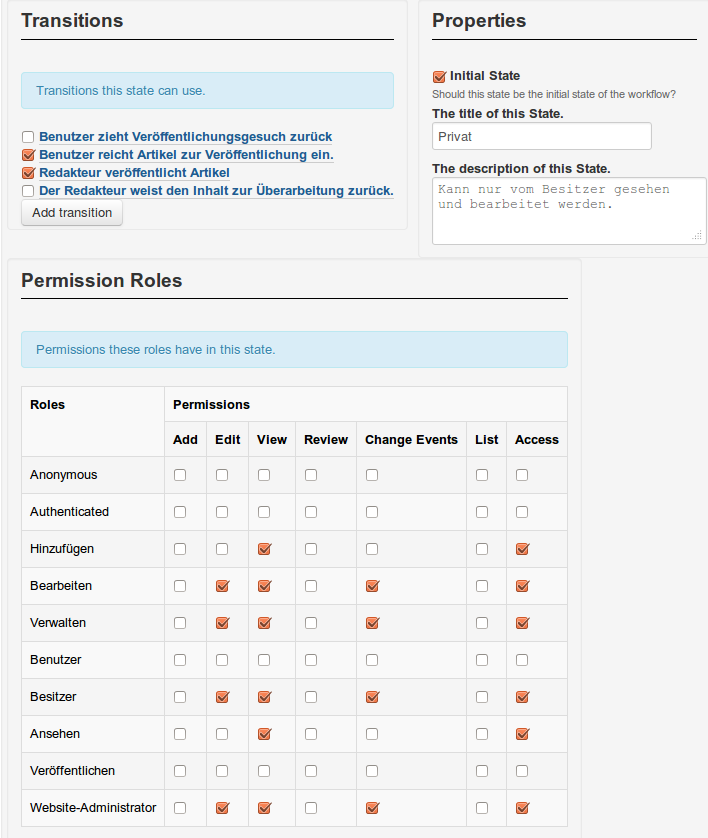 Transitions
Transitions this state can use.
Benutzer zieht Veröffentlichungsgesuch zurück
Benutzer reicht Artikel zur Veröffentlichung ein.
Redakteur veröffentlicht Artikel
Der Redakteur weist den Inhalt zur Überarbeitung zurück.
Add transition
Properties
Initial State
Should this state be the initial state of the workflow?
The title of this State.
Privat
The description of this State.
Kann nur vom Besitzer gesehen
und bearbeitet werden.
Permission Roles
Permissions these roles have in this state.
Roles Permissions
Add Edit View Review Change Events List Access
Anonymous
Authenticated
Hinzufügen
Bearbeiten
Verwalten
Benutzer
Besitzer
Ansehen
Veröffentlichen
Website-Administrator